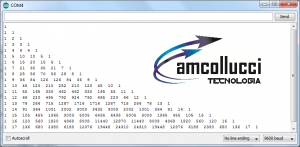 COM4
Send
1
1 1
1 2 1
1 3 3 1
1 4 6 4 1
1 5 10 10 5 1
1 6 15 20 15 6 1
1 7 21 35 35 21 7 1
1 8 28 56 70 56 28 8 1
1 9 36 84 126 126 84 36 9 1
1 10 45 120 210 252 210 120 45 10 1
1 11 55 165 330 462 462 330 165 55 11 1
1 12 66 220 495 792 924 792 495 220 66 12 1
1 13 78 286 715 1287 1716 1716 1287 715 286 78 13 1
1 14 91 364 1001 2002 3003 3432 3003 2002 1001 364 91 14 1
1 15 105 455 1365 3003 5005 6435 6435 5005 3003 1365 455 105 15 1
1 16 120 560 1820 4368 8008 11440 12870 11440 8008 4368 1820 560 120 16 1
1 17 136 680 2380 6188 12376 19448 24310 24310 19448 12376 6188 2380 680 136 17 1
amcollucci
TECNOLOGIA
Autoscroll
No line ending
9600 baud